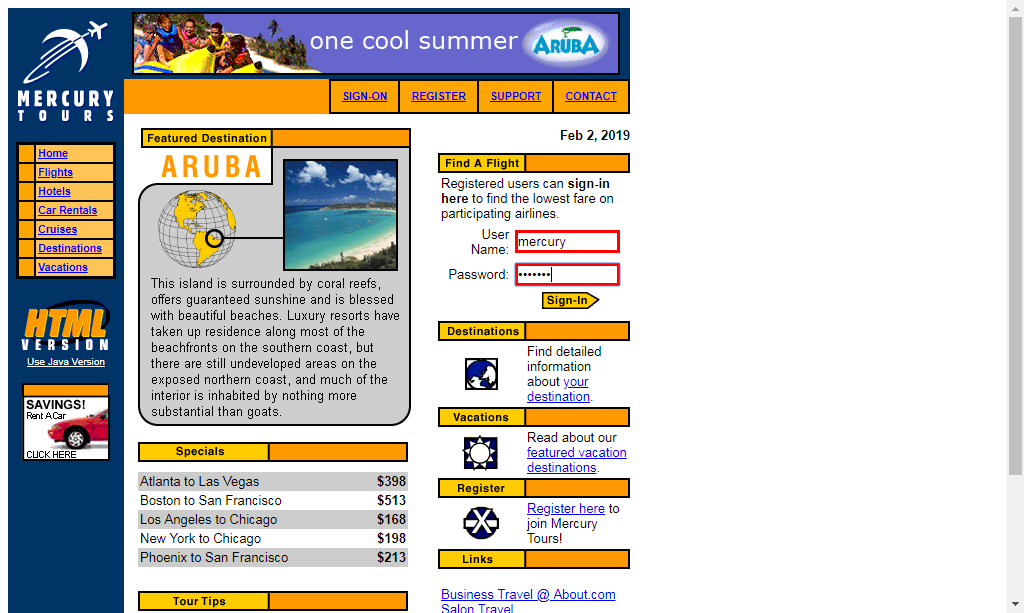 one cool summer ARUBA
MERCURY
TOURS
SIGN-ON REGISTER SUPPORT CONTACT
Home
Flights
Hotels
Car Rentals
Cruises
Destinations
Vacations
HTML
VERSION
Use Java Version
SAVINGS!
Rent A Car
CLICK HERE
Featured Destination
ARUBA
This island is surrounded by coral reefs,
offers guaranteed sunshine and is blessed
with beautiful beaches. Luxury resorts have
taken up residence along most of the
beachfronts on the southern coast, but
there are still undeveloped areas on the
exposed northern coast, and much of the
interior is inhabited by nothing more
substantial than goats.
Specials
Atlanta to Las Vegas $398
Boston to San Francisco $513
Los Angeles to Chicago $168
New York to Chicago $198
Phoenix to San Francisco $213
Tour Tips
Feb 2, 2019
Find A Flight
Registered users can sign-in
here to find the lowest fare on
participating airlines.
User
Name: mercury
Password: •••••••
Sign-In
Destinations
Find detailed
information
about your
destination.
Vacations
Read about our
featured vacation
destinations.
Register
Register here to
join Mercury
Tours!
Links
Business Travel @ About.com
Salon Travel